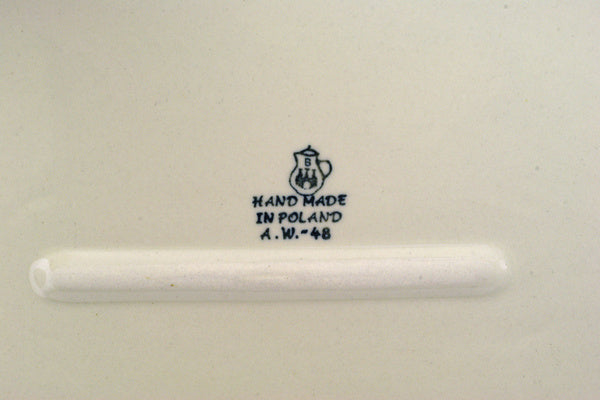 B
HAND MADE
IN POLAND
A.W.-48